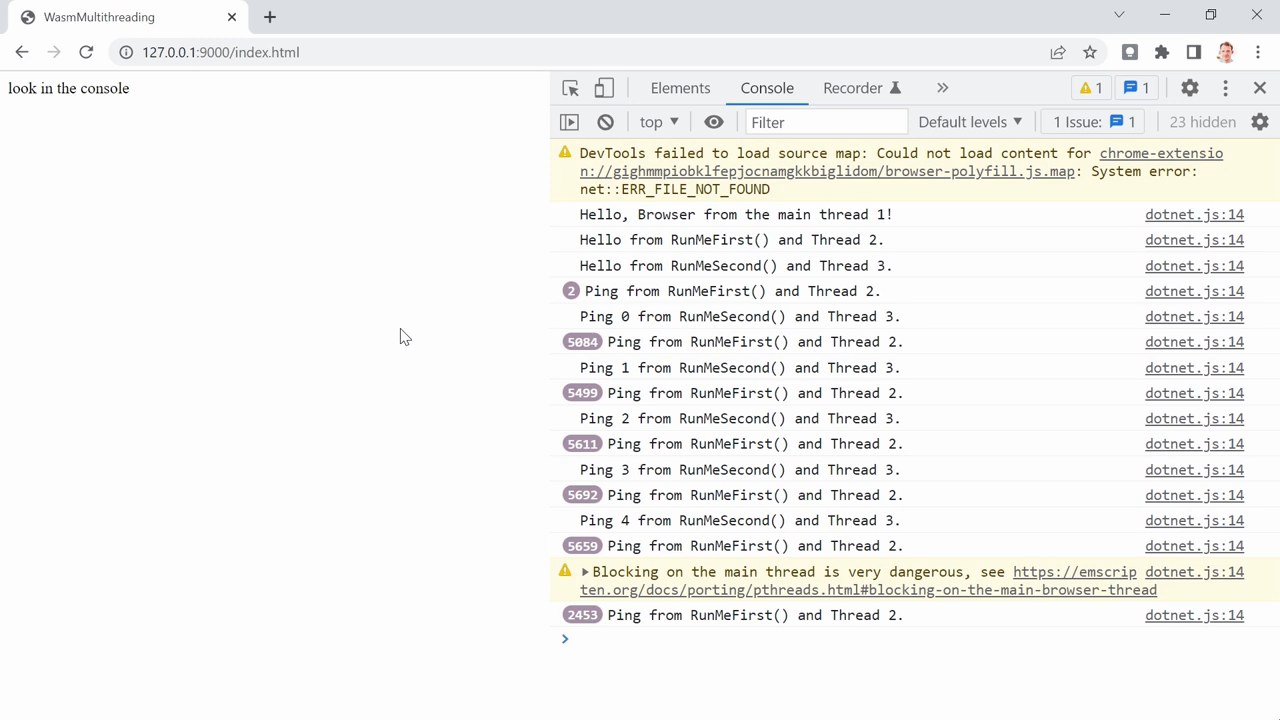 WasmMultithreading
127.0.0.1:9000/index.html
look in the console
Elements
Console
Recorder
1
1
top
Filter
Default levels
1 Issue:
1
23 hidden
DevTools failed to load source map: Could not load content for chrome-extensio
n://gighmmpiobklfepjocnamgkkbiglidom/browser-polyfill.js.map: System error:
net::ERR_FILE_NOT_FOUND
Hello, Browser from the main thread 1! dotnet.js:14
Hello from RunMeFirst() and Thread 2. dotnet.js:14
Hello from RunMeSecond() and Thread 3. dotnet.js:14
2 Ping from RunMeFirst() and Thread 2. dotnet.js:14
Ping 0 from RunMeSecond() and Thread 3. dotnet.js:14
5084 Ping from RunMeFirst() and Thread 2. dotnet.js:14
Ping 1 from RunMeSecond() and Thread 3. dotnet.js:14
5499 Ping from RunMeFirst() and Thread 2. dotnet.js:14
Ping 2 from RunMeSecond() and Thread 3. dotnet.js:14
5611 Ping from RunMeFirst() and Thread 2. dotnet.js:14
Ping 3 from RunMeSecond() and Thread 3. dotnet.js:14
5692 Ping from RunMeFirst() and Thread 2. dotnet.js:14
Ping 4 from RunMeSecond() and Thread 3. dotnet.js:14
5659 Ping from RunMeFirst() and Thread 2. dotnet.js:14
Blocking on the main thread is very dangerous, see https://emscrip dotnet.js:14
ten.org/docs/porting/pthreads.html#blocking-on-the-main-browser-thread
2453 Ping from RunMeFirst() and Thread 2. dotnet.js:14